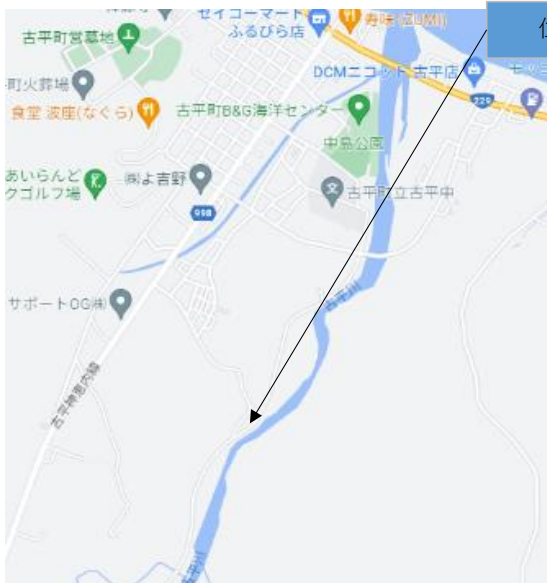 セイコーマート
ふるびら店
寿味 (ZUMI)
古平町営墓地
DCMニコット 古平店
町火葬場
食堂 波座(なぐら)
古平町B&G海洋センター
229
中島公園
あいらんど
クゴルフ場
㈱よ吉野
古平町立古平中
998
サポートOG㈱
古平川
古平神恵内線
古平川